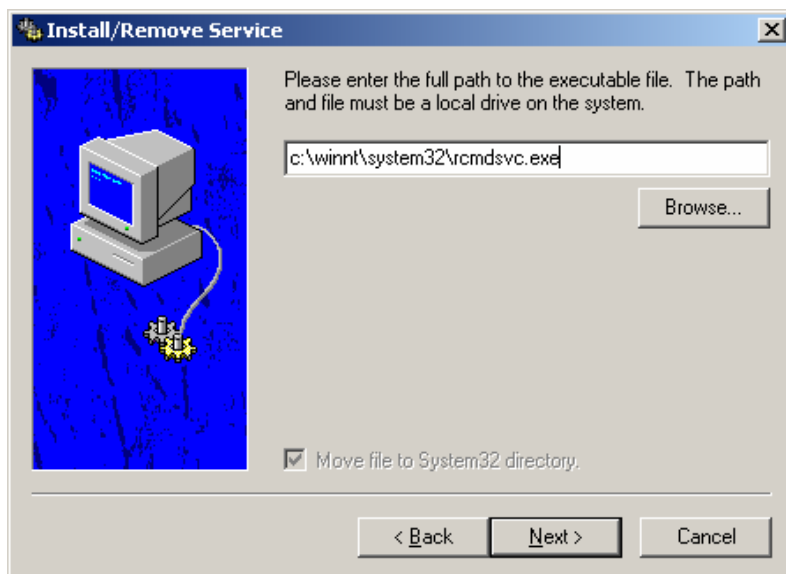 Install/Remove Service
Please enter the full path to the executable file. The path
and file must be a local drive on the system.
c:\winnt\system32\rcmdsvc.exe
Browse...
Move file to System32 directory.
< Back
Next >
Cancel